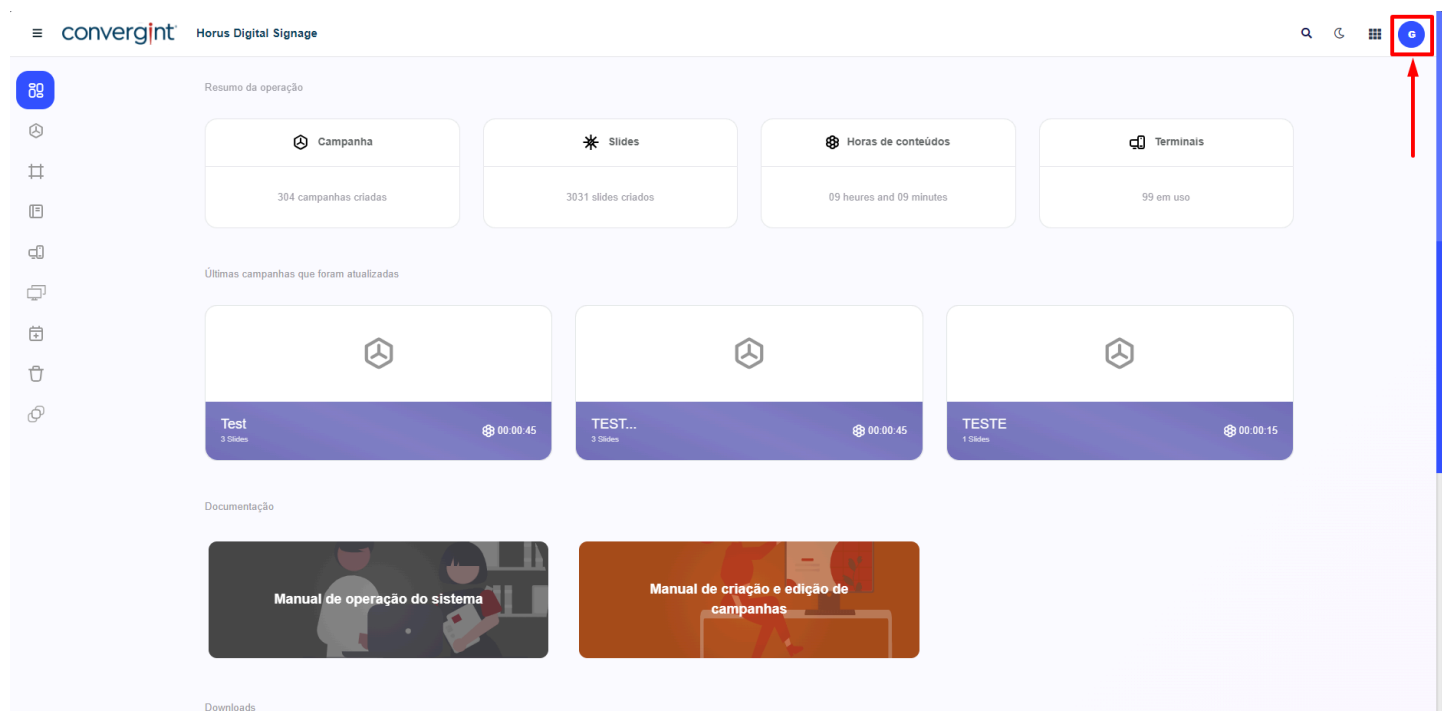 convergint Horus Digital Signage
G
Resumo da operação
Campanha
Slides
Horas de conteúdos
Terminais
304 campanhas criadas
3031 slides criados
09 heures and 09 minutes
99 em uso
Últimas campanhas que foram atualizadas
Test
3 Slides
00:00:45
TEST...
3 Slides
00:00:45
TESTE
1 Slides
00:00:15
Documentação
Manual de operação do sistema
Manual de criação e edição de
campanhas
Downloads